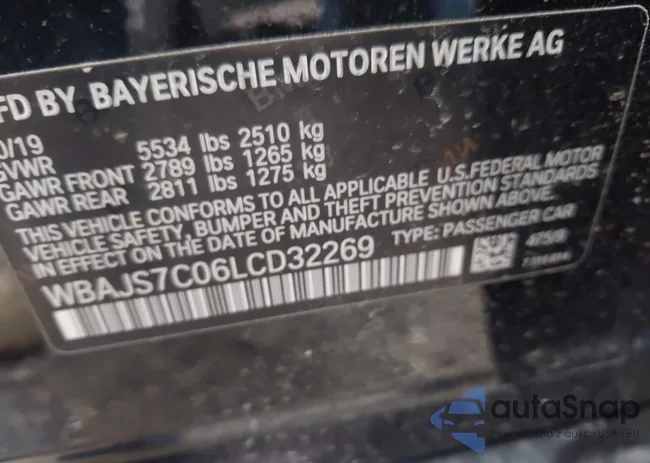 FD BY BAYERISCHE MOTOREN WERKE AG
0/19
GVWR 5534 lbs 2510 kg
GAWR FRONT 2789 lbs 1265 kg
GAWR REAR 2811 lbs 1275 kg
THIS VEHICLE CONFORMS TO ALL APPLICABLE U.S.FEDERAL MOTOR
VEHICLE SAFETY, BUMPER AND THEFT PREVENTION STANDARDS
IN EFFECT ON THE DATE OF MANUFACTURE SHOWN ABOVE.
WBAJS7C06LCD32269 TYPE: PASSENGER CAR
autaSnap